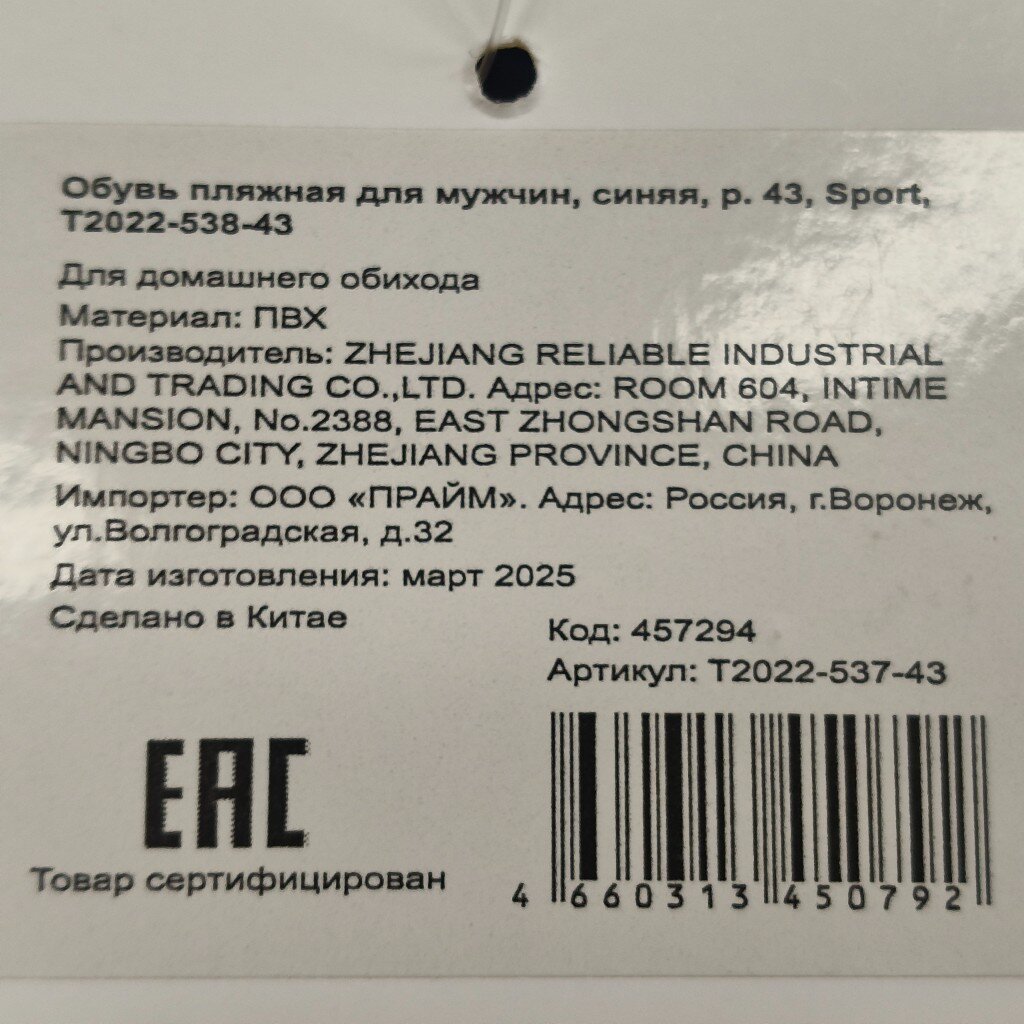 Обувь пляжная для мужчин, синяя, р. 43, Sport,
T2022-538-43
Для домашнего обихода
Материал: ПВХ
Производитель: ZHEJIANG RELIABLE INDUSTRIAL
AND TRADING CO.,LTD. Адрес: ROOM 604, INTIME
MANSION, No.2388, EAST ZHONGSHAN ROAD,
NINGBO CITY, ZHEJIANG PROVINCE, CHINA
Импортер: ООО «ПРАЙМ». Адрес: Россия, г.Воронеж,
ул.Волгоградская, д.32
Дата изготовления: март 2025
Сделано в Китае
Код: 457294
Артикул: T2022-537-43
EAC
Товар сертифицирован
4 660313 450792